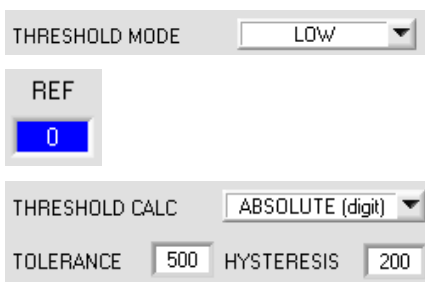 THRESHOLD MODE LOW
REF
0
THRESHOLD CALC ABSOLUTE (digit)
TOLERANCE 500 HYSTERESIS 200